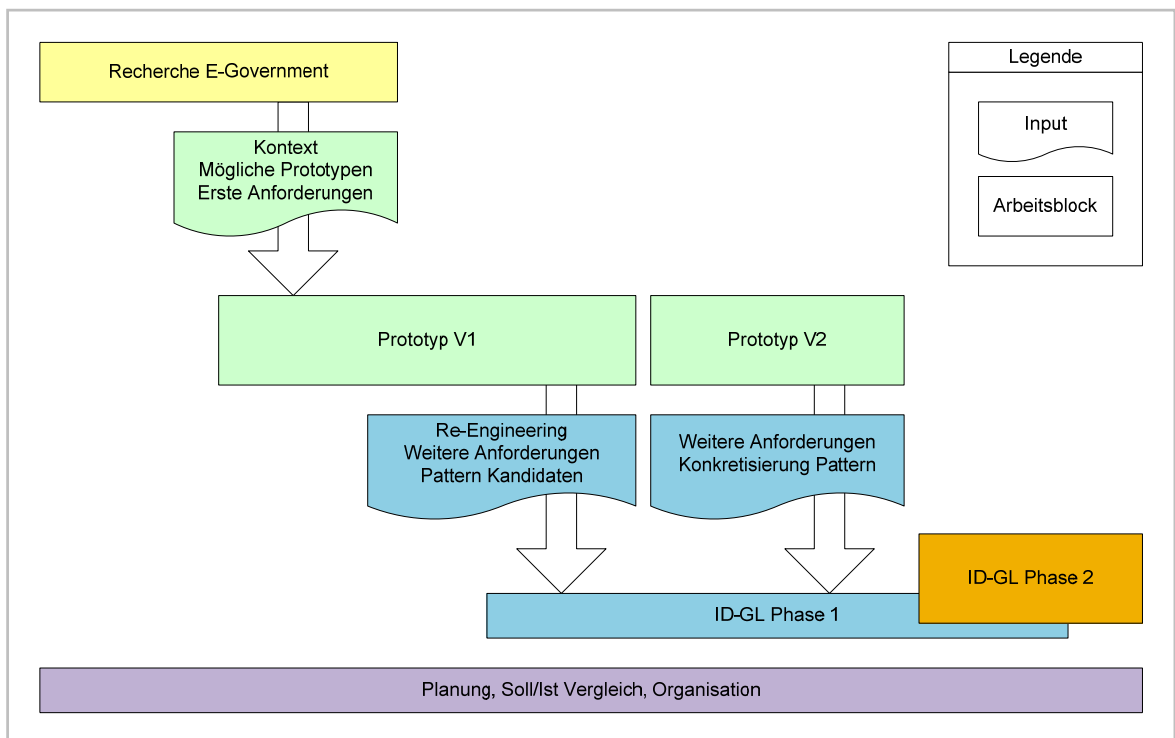 Recherche E-Government
Kontext
Mögliche Prototypen
Erste Anforderungen
Legende
Input
Arbeitsblock
Prototyp V1
Prototyp V2
Re-Engineering
Weitere Anforderungen
Pattern Kandidaten
Weitere Anforderungen
Konkretisierung Pattern
ID-GL Phase 2
ID-GL Phase 1
Planung, Soll/Ist Vergleich, Organisation